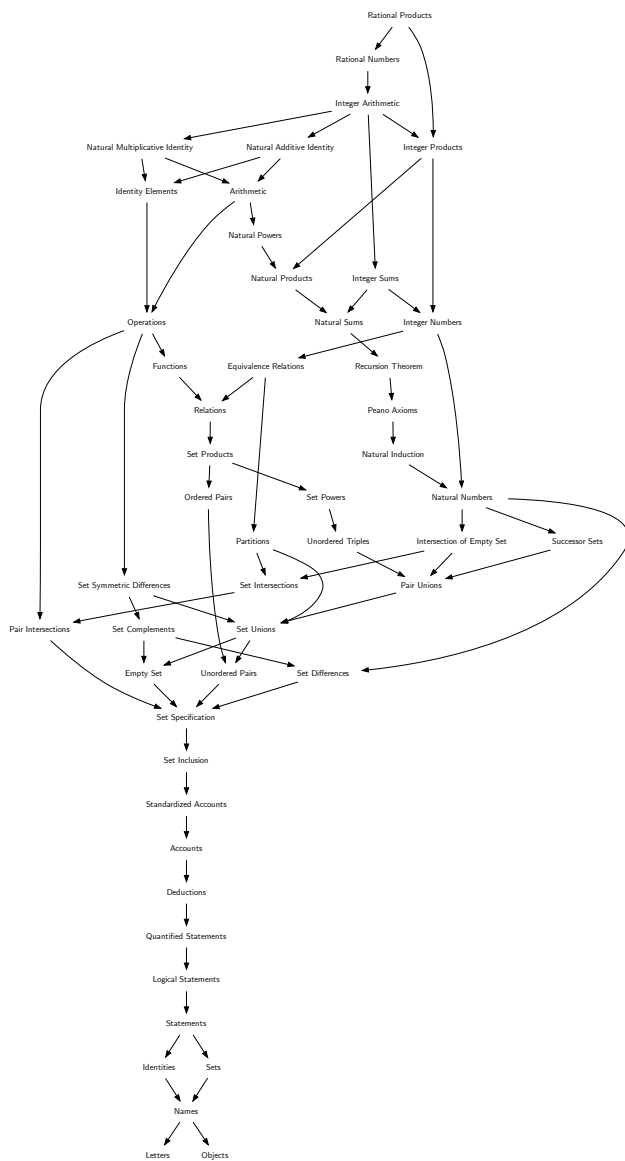 Rational Products
Rational Numbers
Integer Arithmetic
Natural Multiplicative Identity
Natural Additive Identity
Integer Products
Identity Elements
Arithmetic
Natural Powers
Natural Products
Integer Sums
Operations
Natural Sums
Integer Numbers
Functions
Equivalence Relations
Recursion Theorem
Relations
Peano Axioms
Set Products
Natural Induction
Ordered Pairs
Set Powers
Natural Numbers
Partitions
Unordered Triples
Intersection of Empty Set
Successor Sets
Set Symmetric Differences
Set Intersections
Pair Unions
Pair Intersections
Set Complements
Set Unions
Empty Set
Unordered Pairs
Set Differences
Set Specification
Set Inclusion
Standardized Accounts
Accounts
Deductions
Quantified Statements
Logical Statements
Statements
Identities
Sets
Names
Letters
Objects